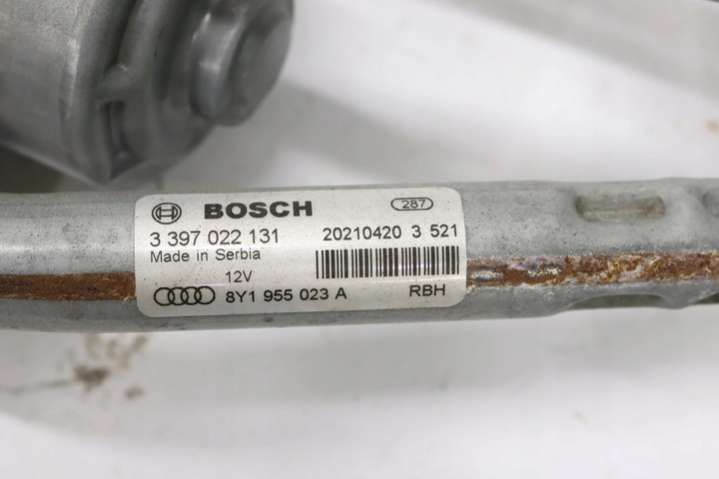 BOSCH 287
3 397 022 131 20210420 3 521
Made in Serbia
12V
8Y1 955 023 A RBH